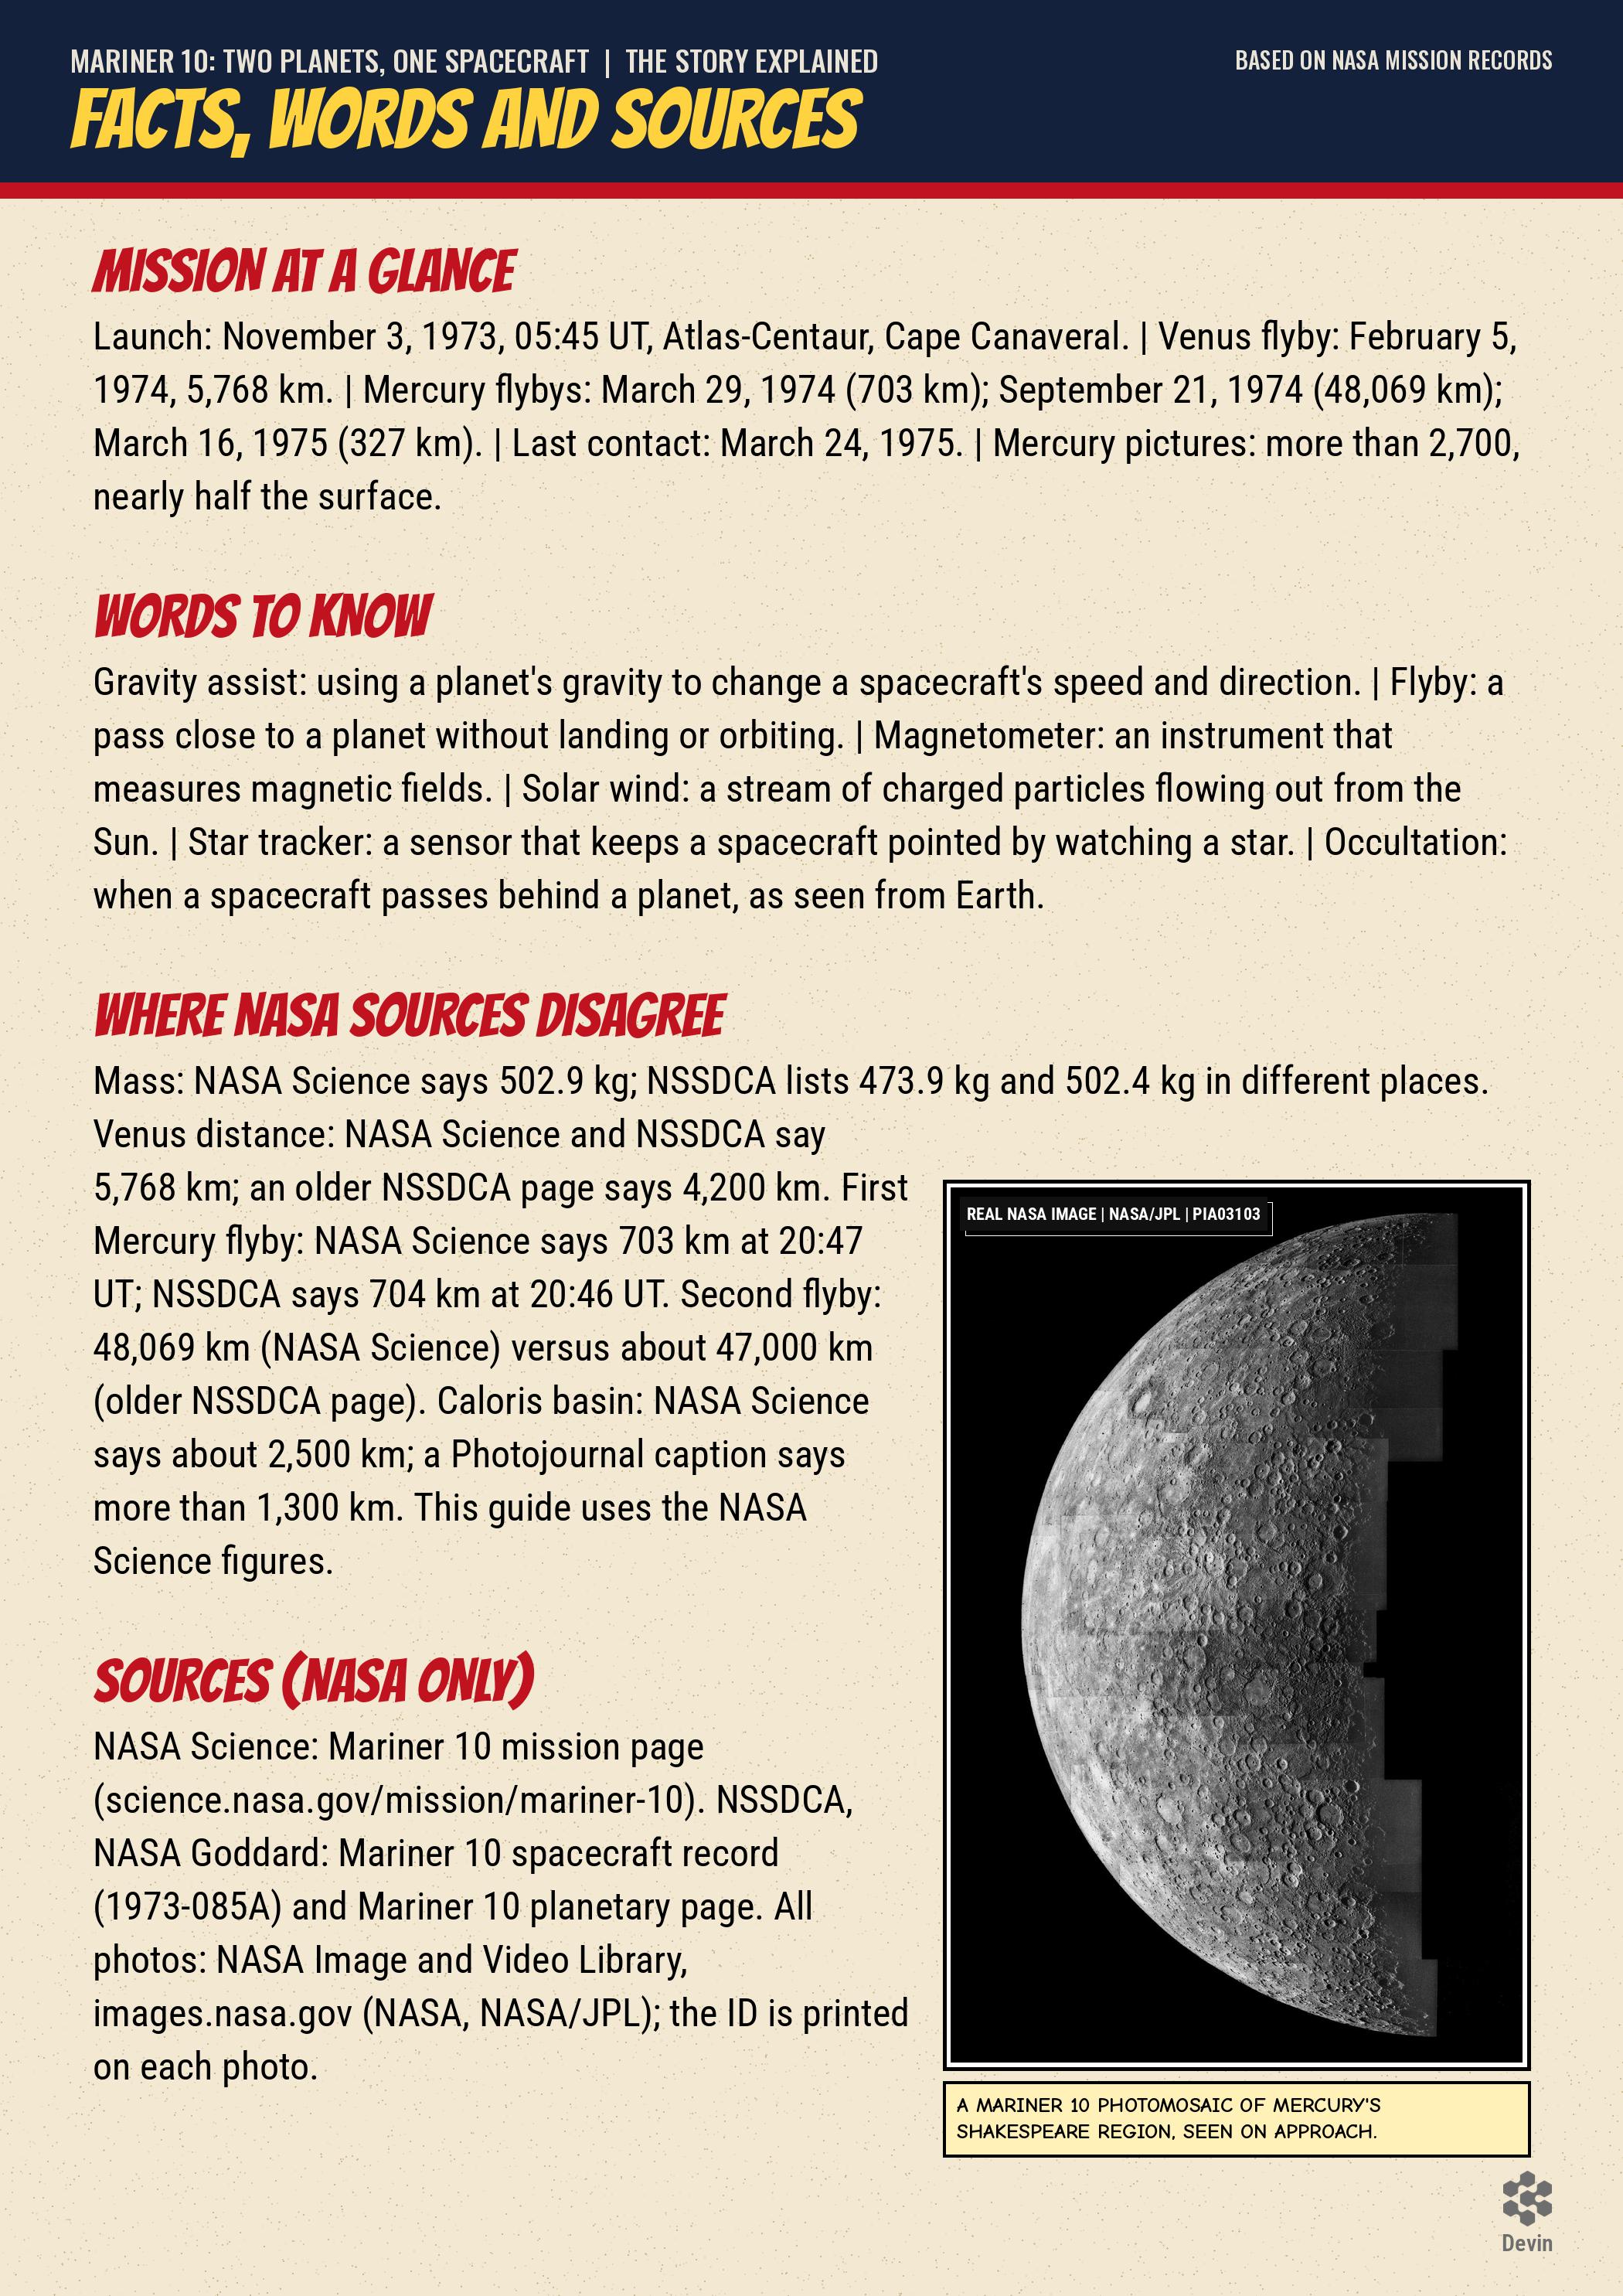 MARINER 10: TWO PLANETS, ONE SPACECRAFT | THE STORY EXPLAINED
BASED ON NASA MISSION RECORDS
FACTS, WORDS AND SOURCES
MISSION AT A GLANCE
Launch: November 3, 1973, 05:45 UT, Atlas-Centaur, Cape Canaveral. | Venus flyby: February 5,
1974, 5,768 km. | Mercury flybys: March 29, 1974 (703 km); September 21, 1974 (48,069 km);
March 16, 1975 (327 km). | Last contact: March 24, 1975. | Mercury pictures: more than 2,700,
nearly half the surface.
WORDS TO KNOW
Gravity assist: using a planet's gravity to change a spacecraft's speed and direction. | Flyby: a
pass close to a planet without landing or orbiting. | Magnetometer: an instrument that
measures magnetic fields. | Solar wind: a stream of charged particles flowing out from the
Sun. | Star tracker: a sensor that keeps a spacecraft pointed by watching a star. | Occultation:
when a spacecraft passes behind a planet, as seen from Earth.
WHERE NASA SOURCES DISAGREE
Mass: NASA Science says 502.9 kg; NSSDCA lists 473.9 kg and 502.4 kg in different places.
Venus distance: NASA Science and NSSDCA say
5,768 km; an older NSSDCA page says 4,200 km. First
Mercury flyby: NASA Science says 703 km at 20:47
UT; NSSDCA says 704 km at 20:46 UT. Second flyby:
48,069 km (NASA Science) versus about 47,000 km
(older NSSDCA page). Caloris basin: NASA Science
says about 2,500 km; a Photojournal caption says
more than 1,300 km. This guide uses the NASA
Science figures.
SOURCES (NASA ONLY)
NASA Science: Mariner 10 mission page
(science.nasa.gov/mission/mariner-10). NSSDCA,
NASA Goddard: Mariner 10 spacecraft record
(1973-085A) and Mariner 10 planetary page. All
photos: NASA Image and Video Library,
images.nasa.gov (NASA, NASA/JPL); the ID is printed
on each photo.
REAL NASA IMAGE | NASA/JPL | PIA03103
A MARINER 10 PHOTOMOSAIC OF MERCURY'S
SHAKESPEARE REGION, SEEN ON APPROACH.
Devin